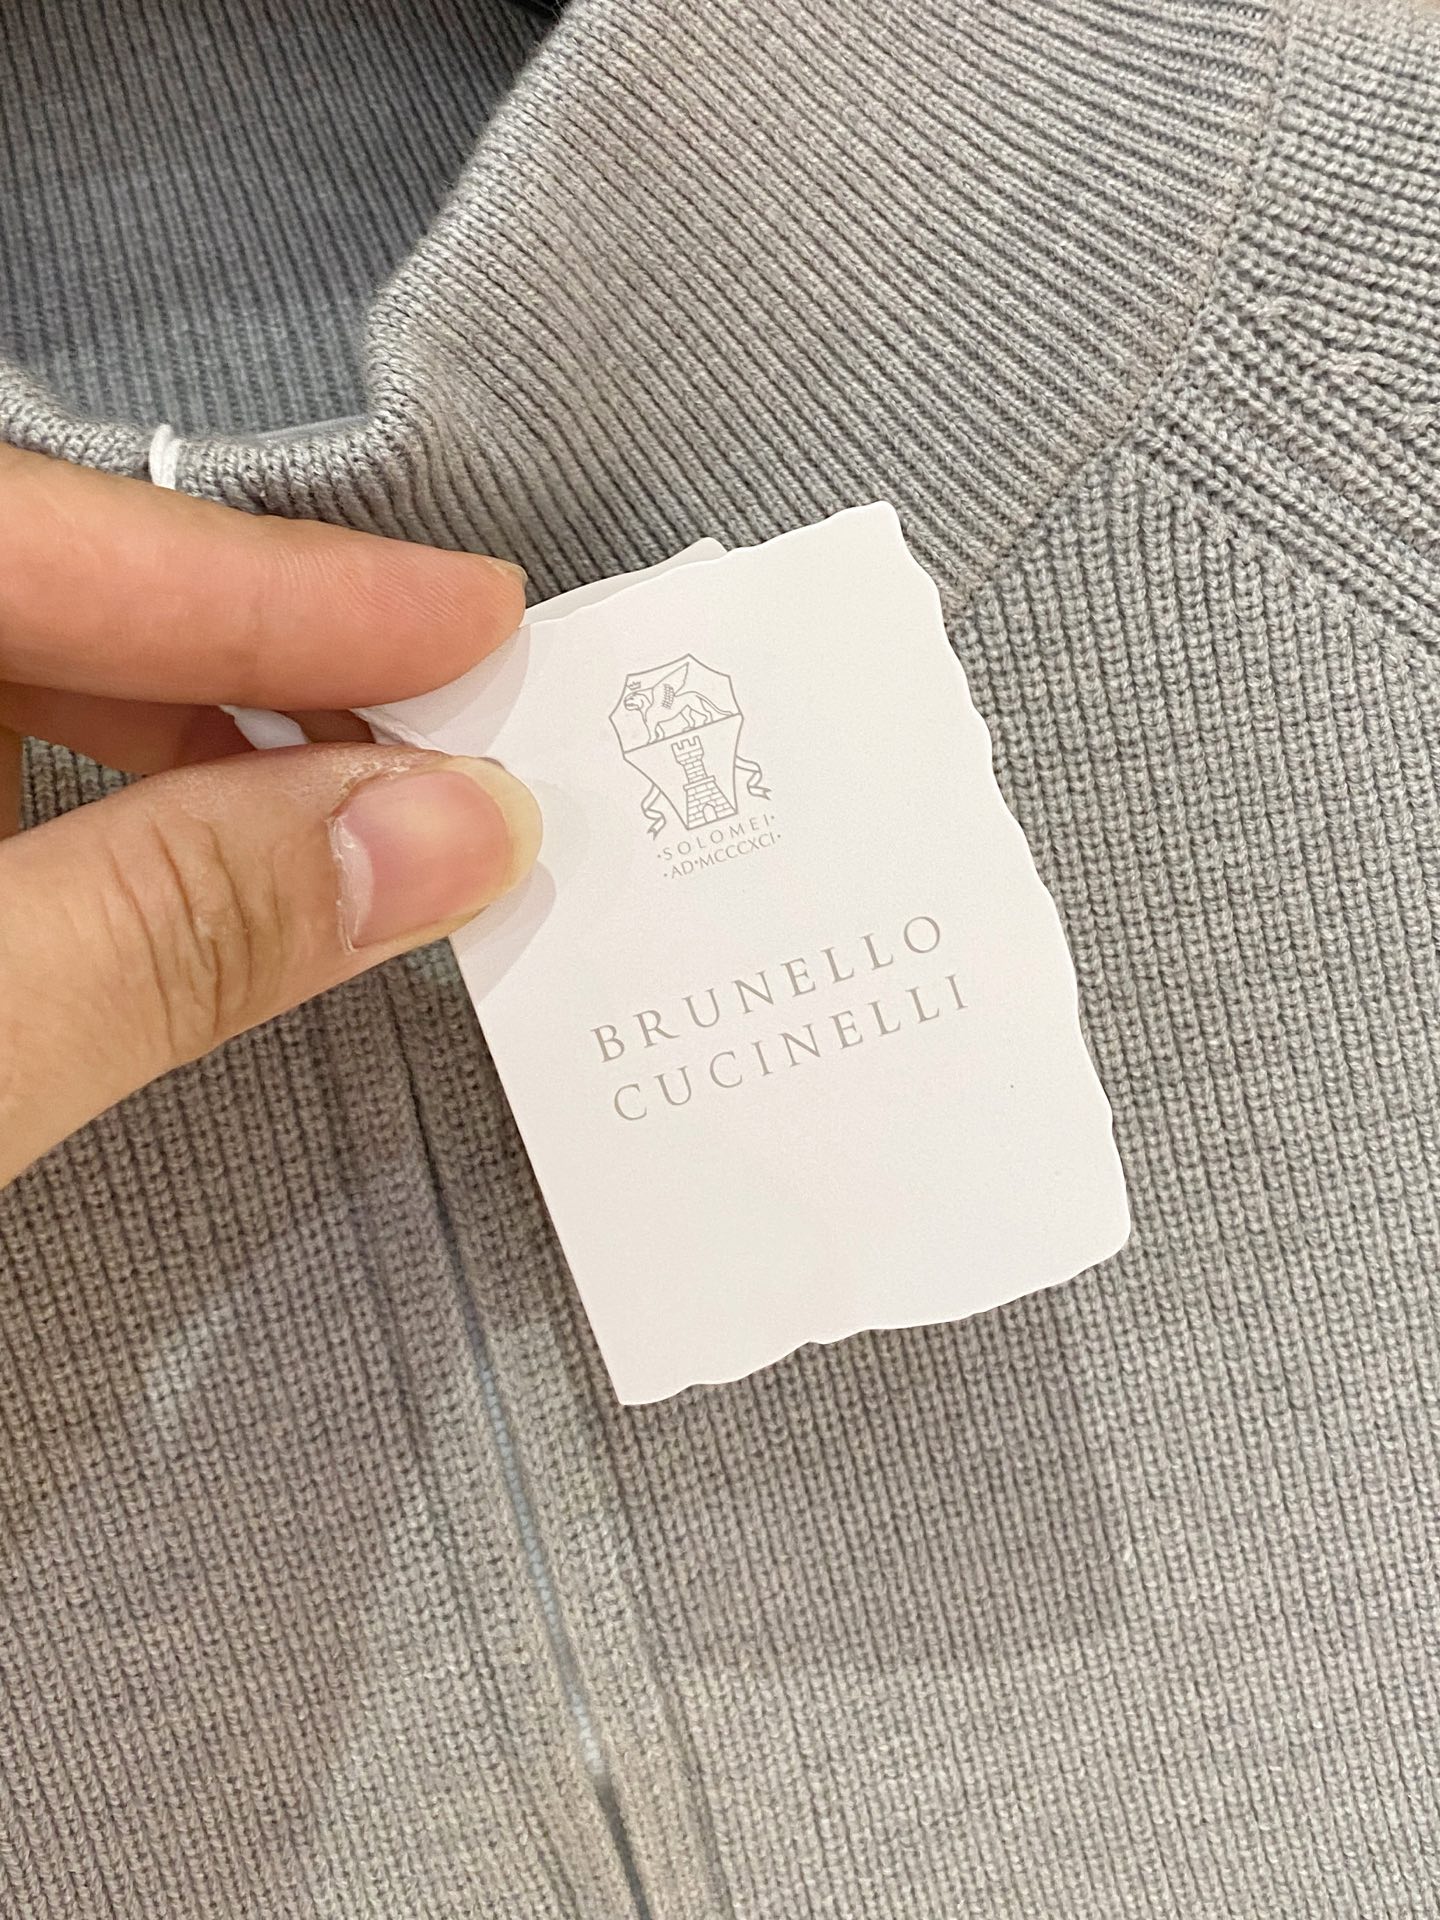 ·SOLOMEI·
·AD·MCCCXCI·
BRUNELLO
CUCINELLI